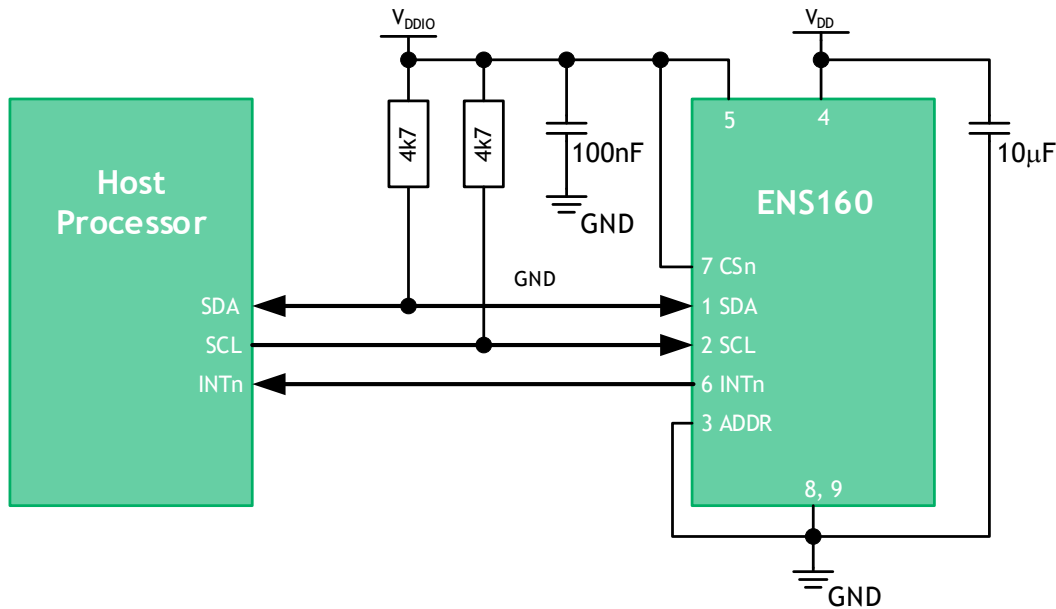 VDDIO
VDD
4k7
4k7
100nF
GND
5
4
10µF
Host
Processor
ENS160
GND
7 CSn
SDA
1 SDA
SCL
2 SCL
INTn
6 INTn
3 ADDR
8, 9
GND